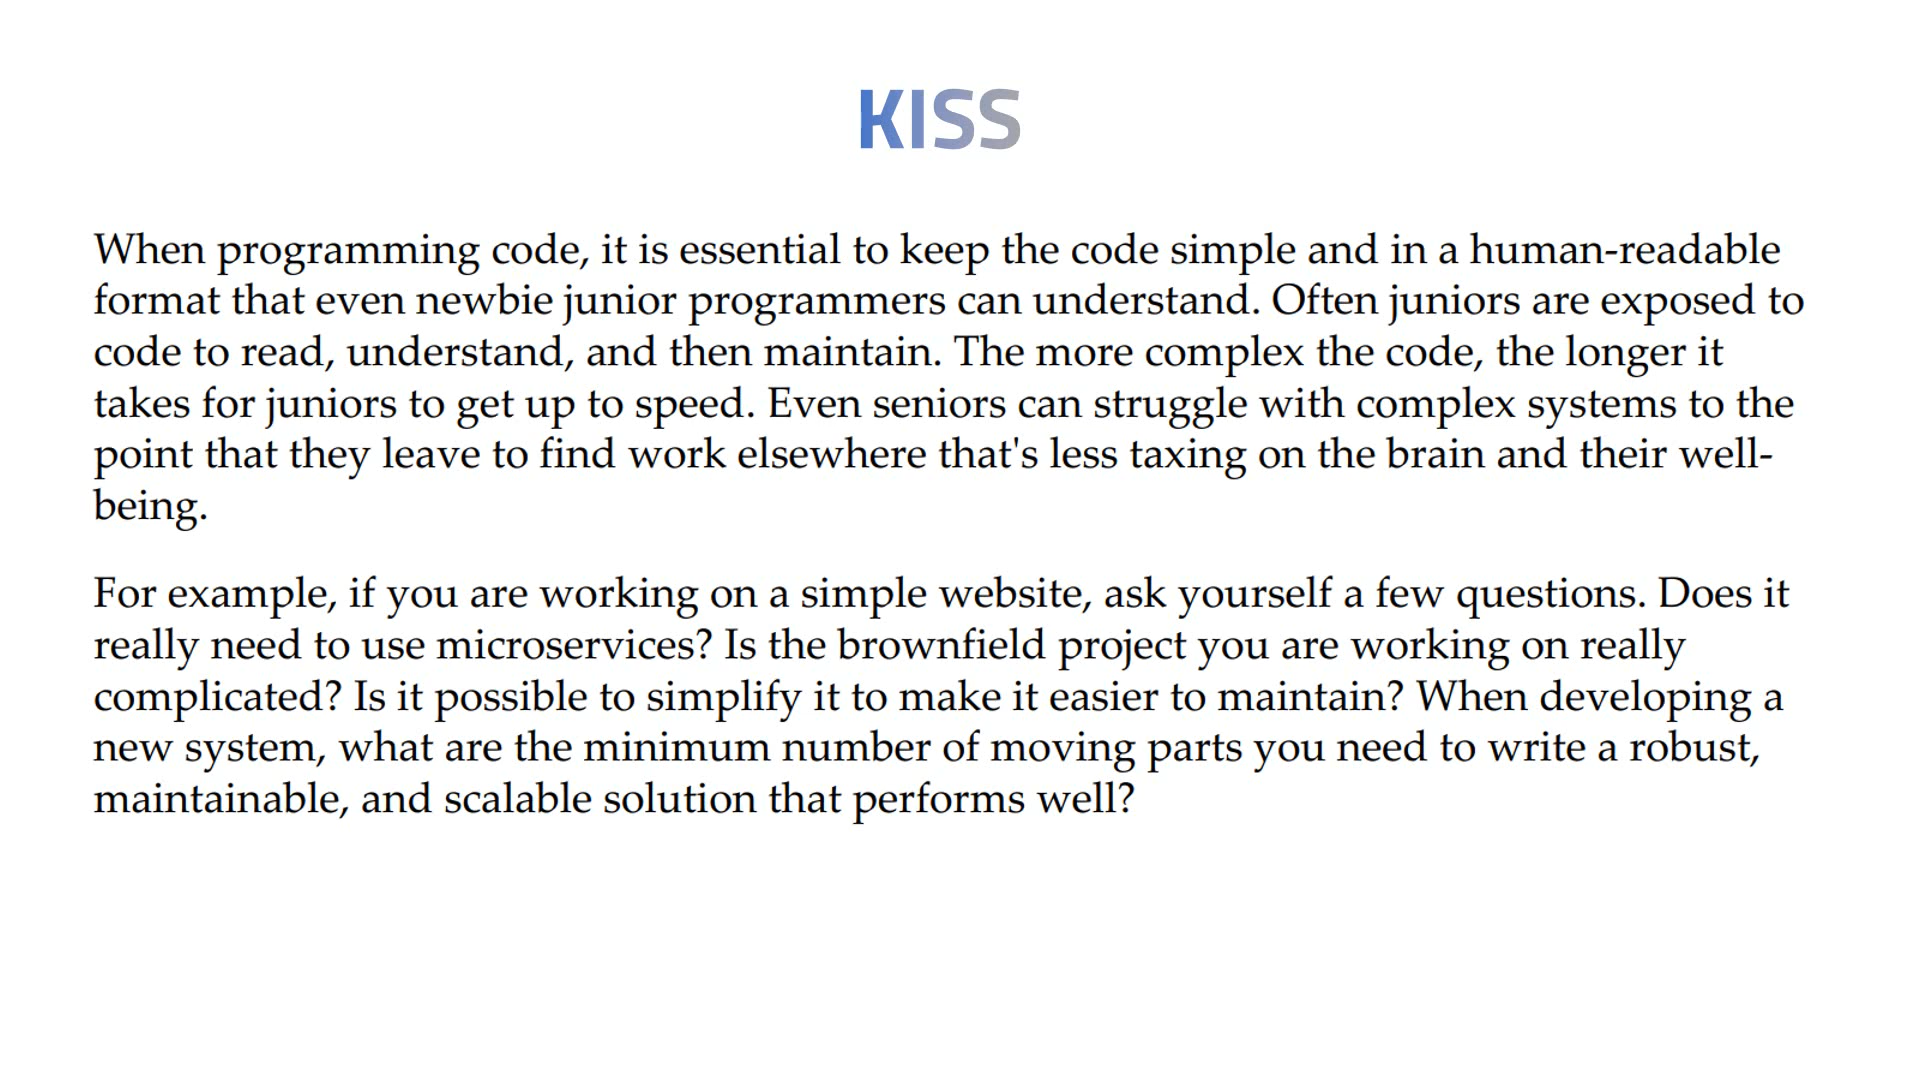 KISS
When programming code, it is essential to keep the code simple and in a human-readable
format that even newbie junior programmers can understand. Often juniors are exposed to
code to read, understand, and then maintain. The more complex the code, the longer it
takes for juniors to get up to speed. Even seniors can struggle with complex systems to the
point that they leave to find work elsewhere that's less taxing on the brain and their well-
being.
For example, if you are working on a simple website, ask yourself a few questions. Does it
really need to use microservices? Is the brownfield project you are working on really
complicated? Is it possible to simplify it to make it easier to maintain? When developing a
new system, what are the minimum number of moving parts you need to write a robust,
maintainable, and scalable solution that performs well?